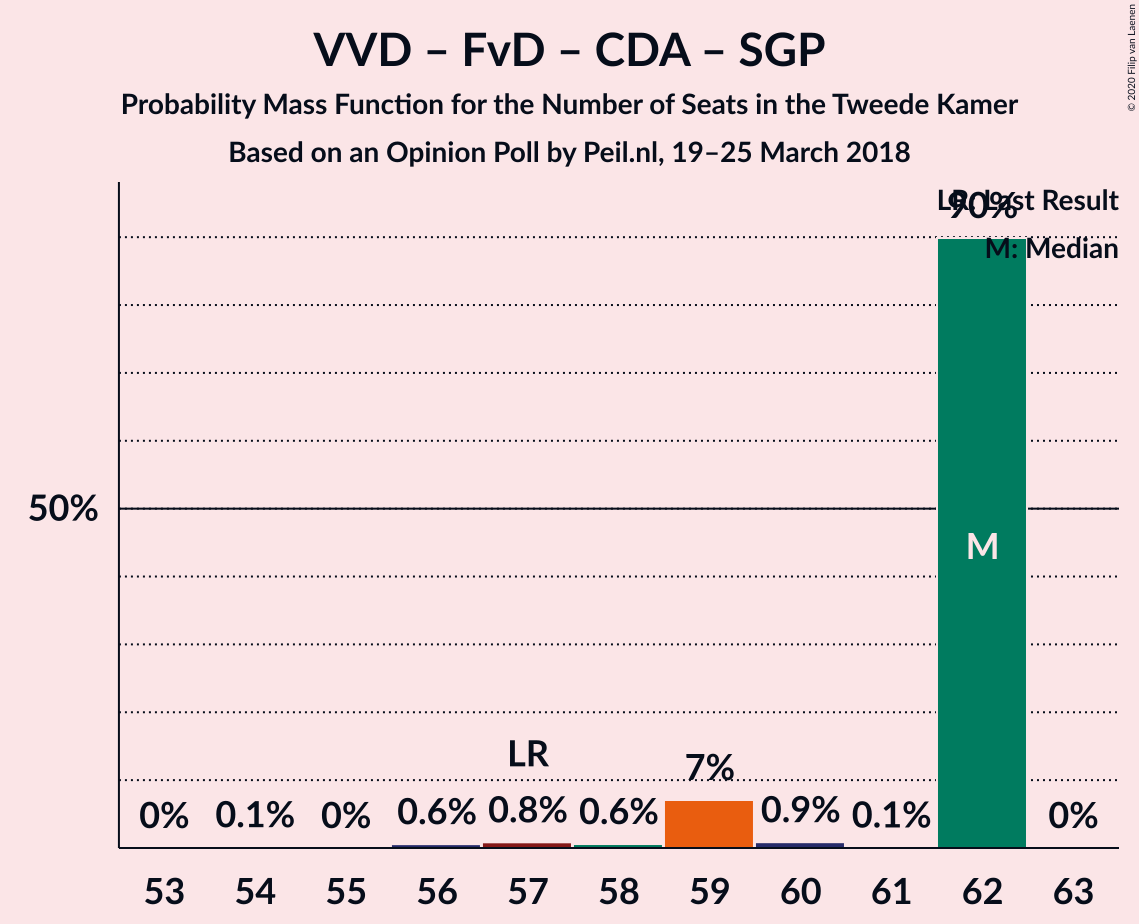 VVD – FvD – CDA – SGP
Probability Mass Function for the Number of Seats in the Tweede Kamer
Based on an Opinion Poll by Peil.nl, 19–25 March 2018
© 2020 Filip van Laenen
LR: Last Result
90%
M: Median
50%
M
LR
7%
0% 0.1% 0% 0.6% 0.8% 0.6% 0.9% 0.1% 0%
53 54 55 56 57 58 59 60 61 62 63